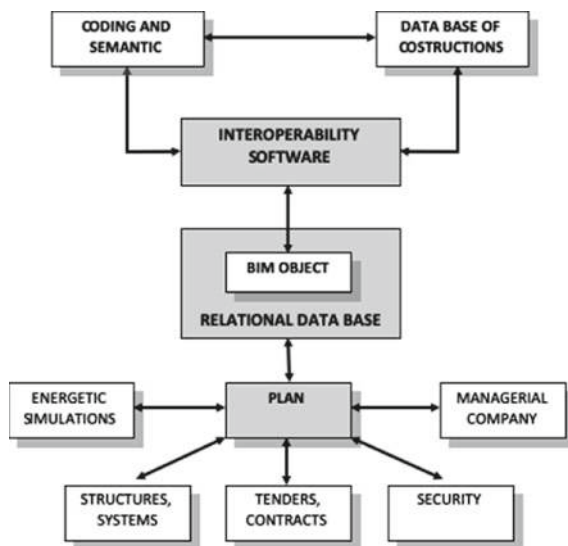 CODING AND
SEMANTIC
DATA BASE OF
COSTRUCTIONS
INTEROPERABILITY
SOFTWARE
BIM OBJECT
RELATIONAL DATA BASE
ENERGETIC
SIMULATIONS
PLAN
MANAGERIAL
COMPANY
STRUCTURES,
SYSTEMS
TENDERS,
CONTRACTS
SECURITY